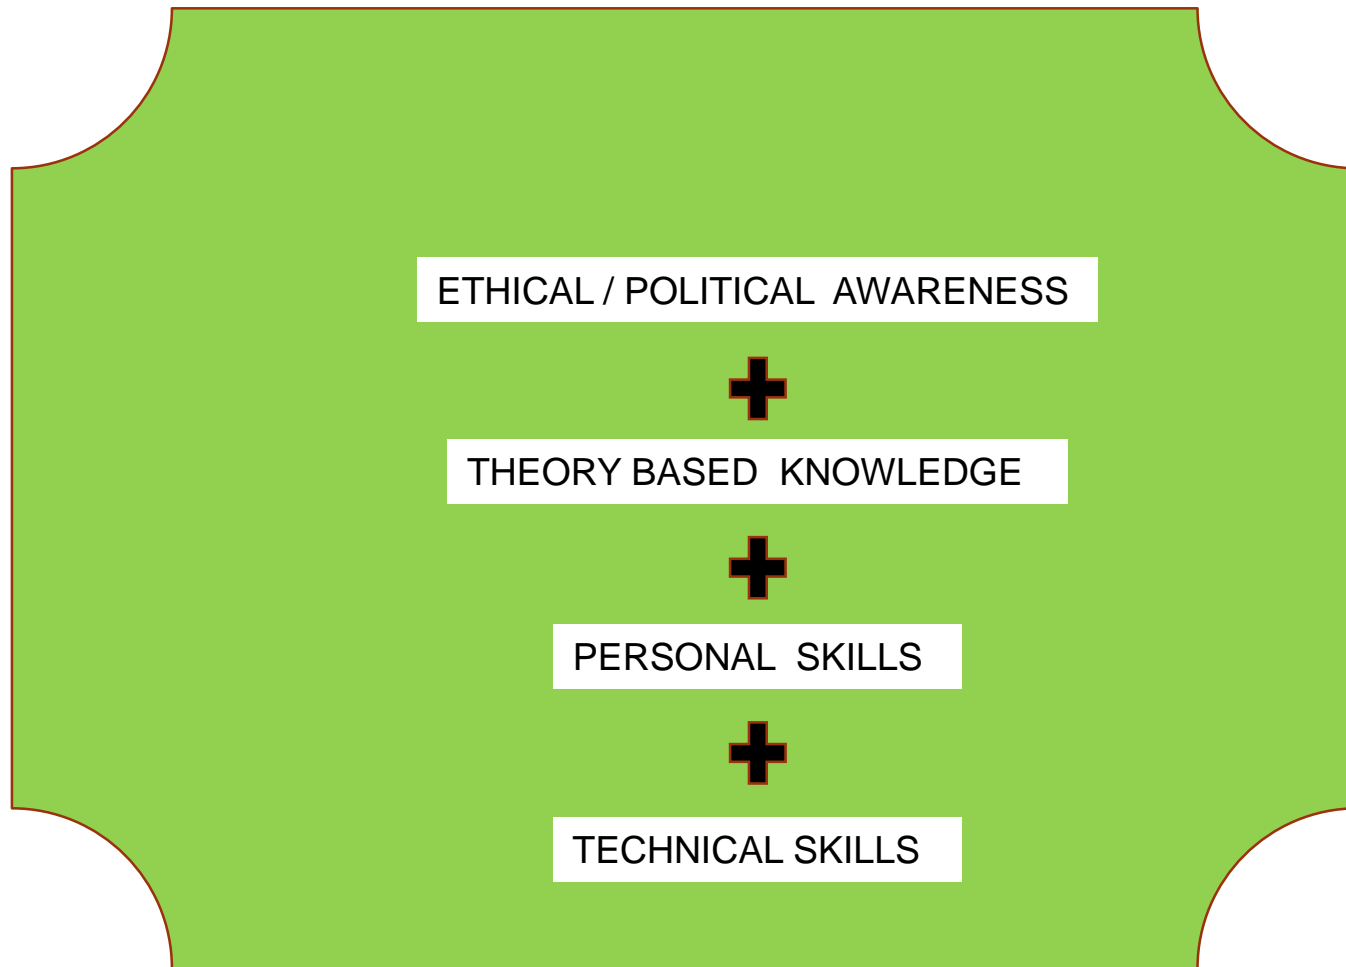 ETHICAL / POLITICAL AWARENESS
THEORY BASED KNOWLEDGE
PERSONAL SKILLS
TECHNICAL SKILLS